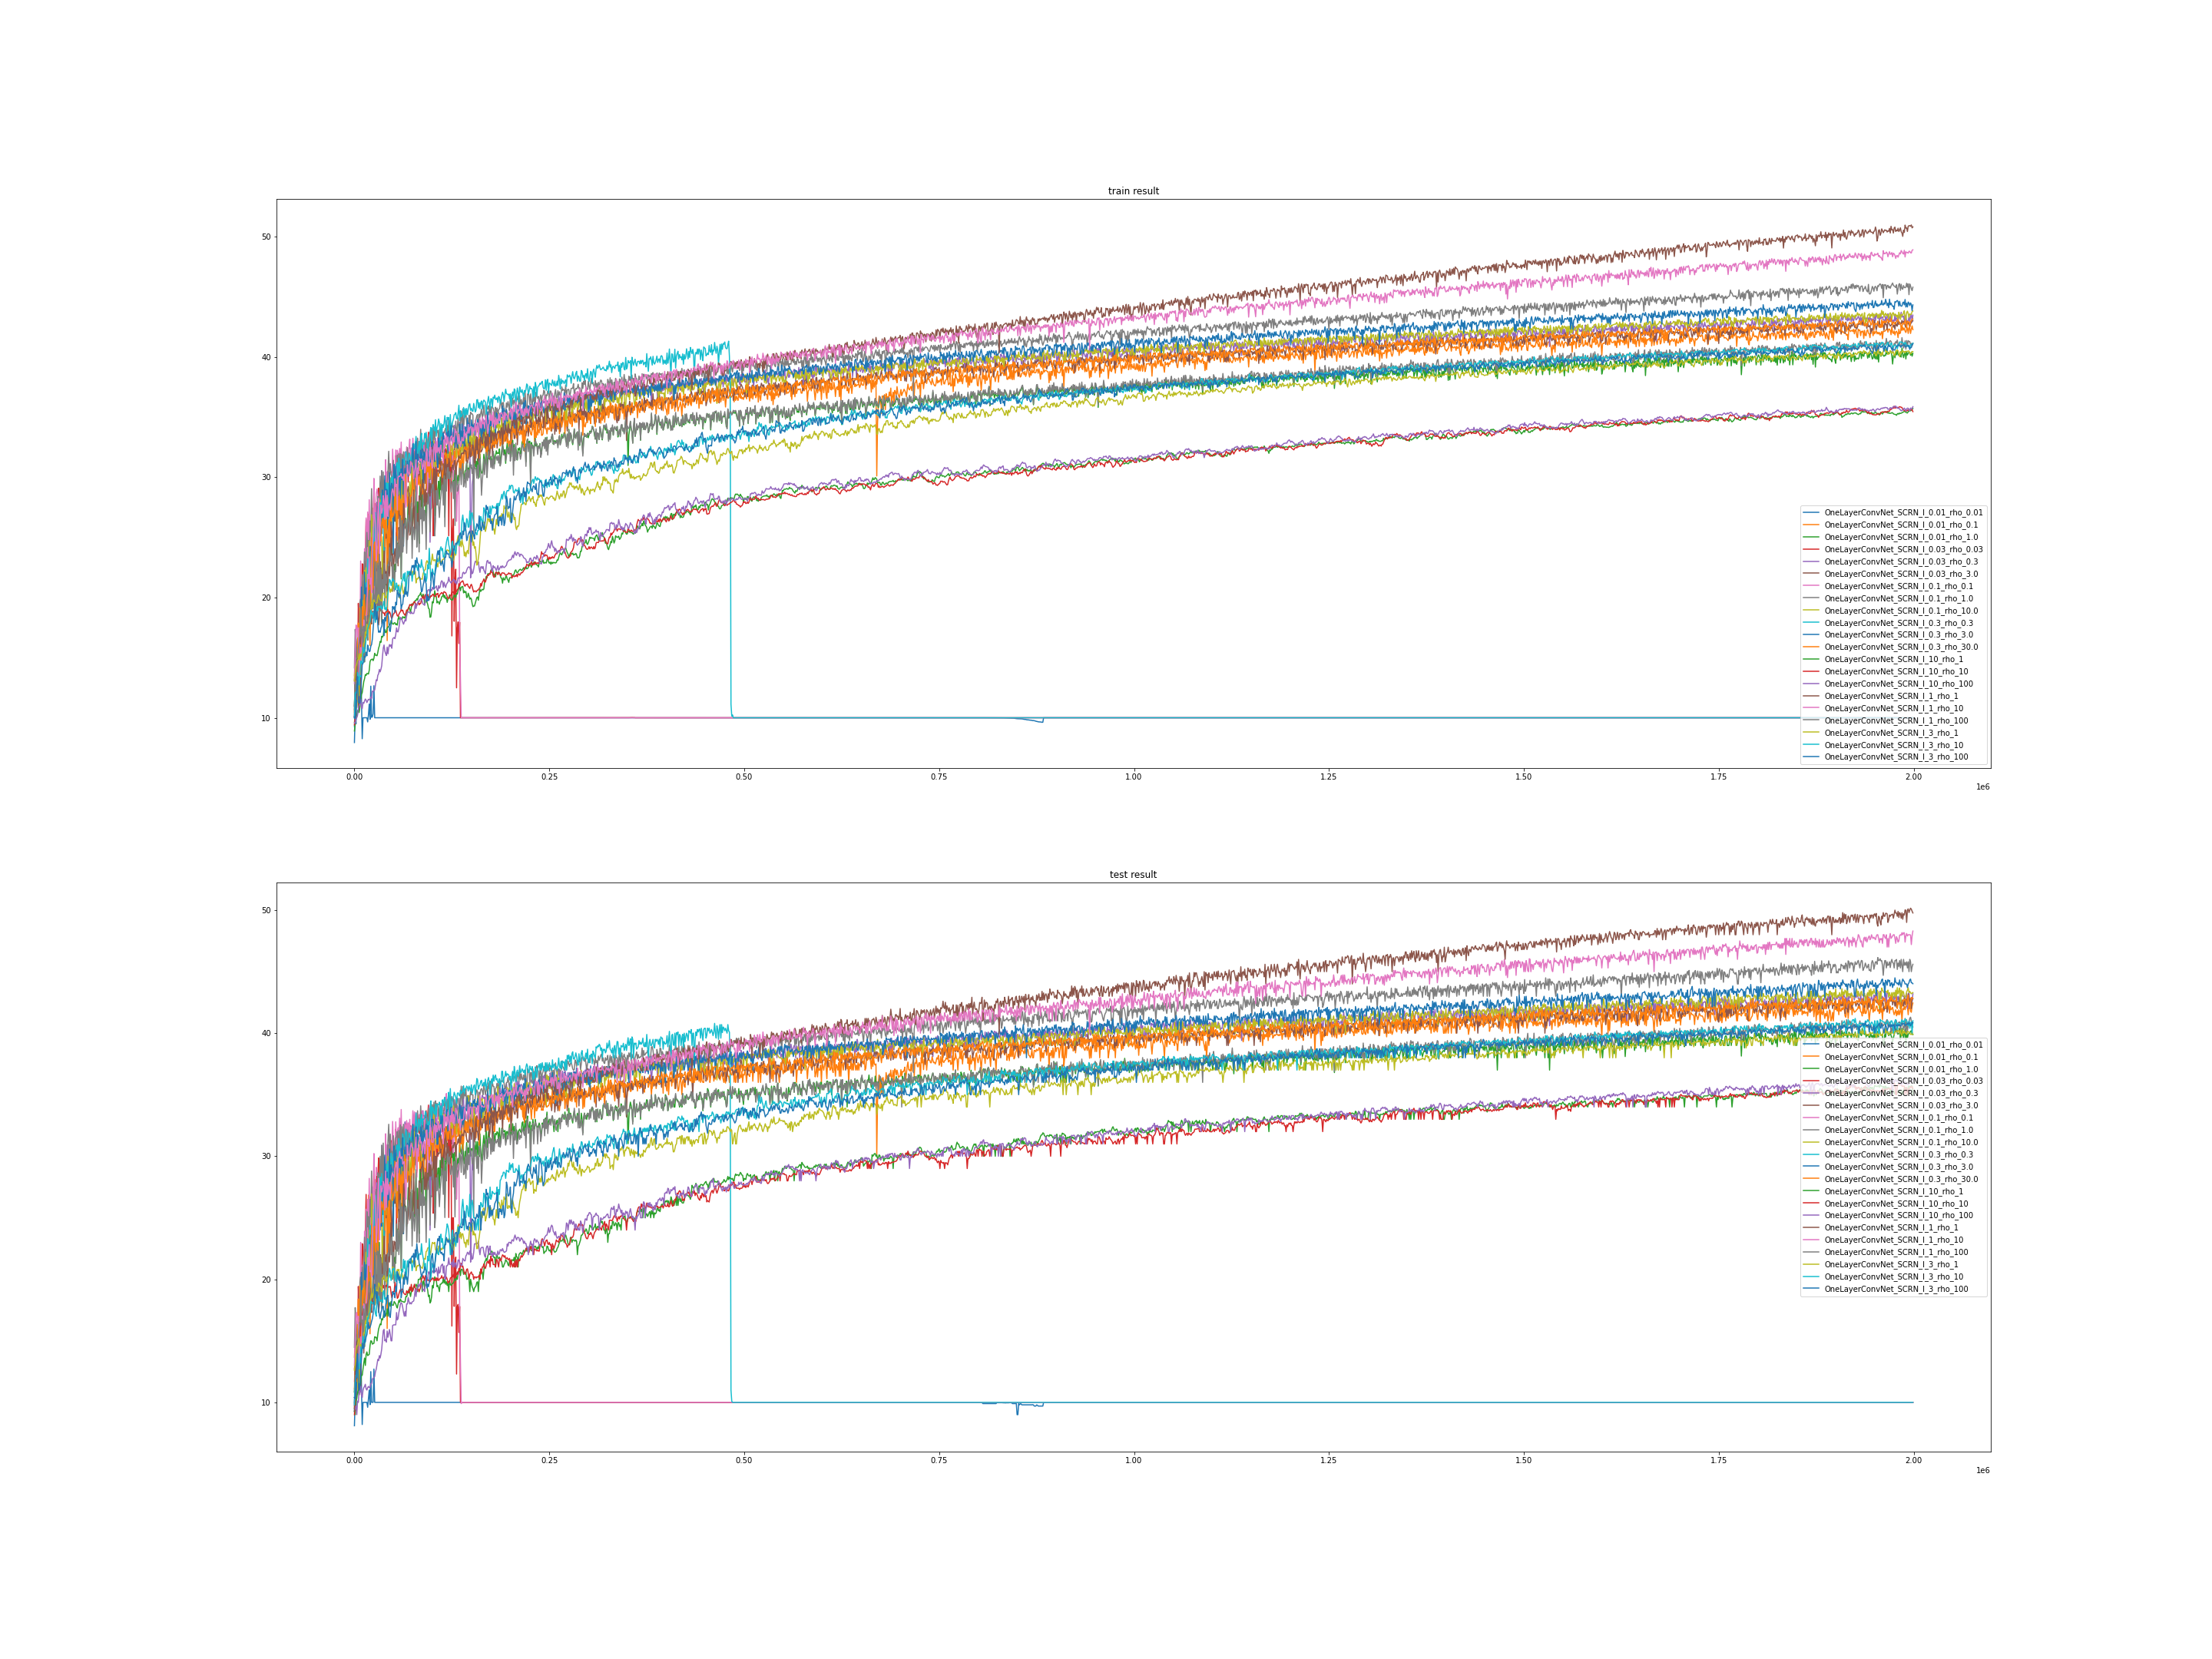 train result
50
40
30
20
10
0.00 0.25 0.50 0.75 1.00 1.25 1.50 1.75 2.00
1e6
OneLayerConvNet_SCRN_l_0.01_rho_0.01
OneLayerConvNet_SCRN_l_0.01_rho_0.1
OneLayerConvNet_SCRN_l_0.01_rho_1.0
OneLayerConvNet_SCRN_l_0.03_rho_0.03
OneLayerConvNet_SCRN_l_0.03_rho_0.3
OneLayerConvNet_SCRN_l_0.03_rho_3.0
OneLayerConvNet_SCRN_l_0.1_rho_0.1
OneLayerConvNet_SCRN_l_0.1_rho_1.0
OneLayerConvNet_SCRN_l_0.1_rho_10.0
OneLayerConvNet_SCRN_l_0.3_rho_0.3
OneLayerConvNet_SCRN_l_0.3_rho_3.0
OneLayerConvNet_SCRN_l_0.3_rho_30.0
OneLayerConvNet_SCRN_l_10_rho_1
OneLayerConvNet_SCRN_l_10_rho_10
OneLayerConvNet_SCRN_l_10_rho_100
OneLayerConvNet_SCRN_l_1_rho_1
OneLayerConvNet_SCRN_l_1_rho_10
OneLayerConvNet_SCRN_l_1_rho_100
OneLayerConvNet_SCRN_l_3_rho_1
OneLayerConvNet_SCRN_l_3_rho_10
OneLayerConvNet_SCRN_l_3_rho_100
test result
50
40
30
20
10
0.00 0.25 0.50 0.75 1.00 1.25 1.50 1.75 2.00
1e6
OneLayerConvNet_SCRN_l_0.01_rho_0.01
OneLayerConvNet_SCRN_l_0.01_rho_0.1
OneLayerConvNet_SCRN_l_0.01_rho_1.0
OneLayerConvNet_SCRN_l_0.03_rho_0.03
OneLayerConvNet_SCRN_l_0.03_rho_0.3
OneLayerConvNet_SCRN_l_0.03_rho_3.0
OneLayerConvNet_SCRN_l_0.1_rho_0.1
OneLayerConvNet_SCRN_l_0.1_rho_1.0
OneLayerConvNet_SCRN_l_0.1_rho_10.0
OneLayerConvNet_SCRN_l_0.3_rho_0.3
OneLayerConvNet_SCRN_l_0.3_rho_3.0
OneLayerConvNet_SCRN_l_0.3_rho_30.0
OneLayerConvNet_SCRN_l_10_rho_1
OneLayerConvNet_SCRN_l_10_rho_10
OneLayerConvNet_SCRN_l_10_rho_100
OneLayerConvNet_SCRN_l_1_rho_1
OneLayerConvNet_SCRN_l_1_rho_10
OneLayerConvNet_SCRN_l_1_rho_100
OneLayerConvNet_SCRN_l_3_rho_1
OneLayerConvNet_SCRN_l_3_rho_10
OneLayerConvNet_SCRN_l_3_rho_100